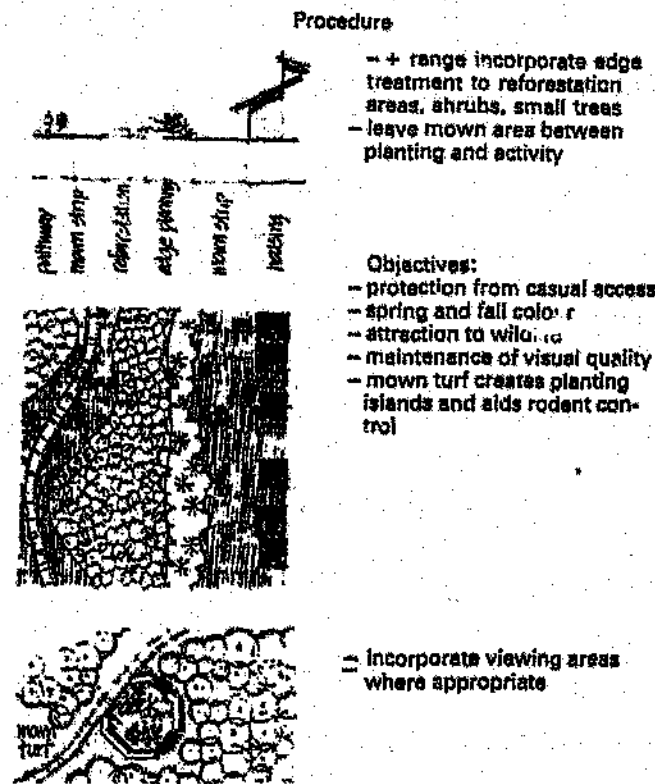 Procedure
– + range incorporate edge
treatment to reforestation
areas, shrubs, small trees
– leave mown area between
planting and activity
pathway
mown strip
reforestation
edge planting
mown strip
housing
Objectives:
– protection from casual access
– spring and fall colour
– attraction to
– maintenance of visual quality
– mown turf creates planting
islands and aids rodent con-
trol
mown
turf
– incorporate viewing areas
where appropriate